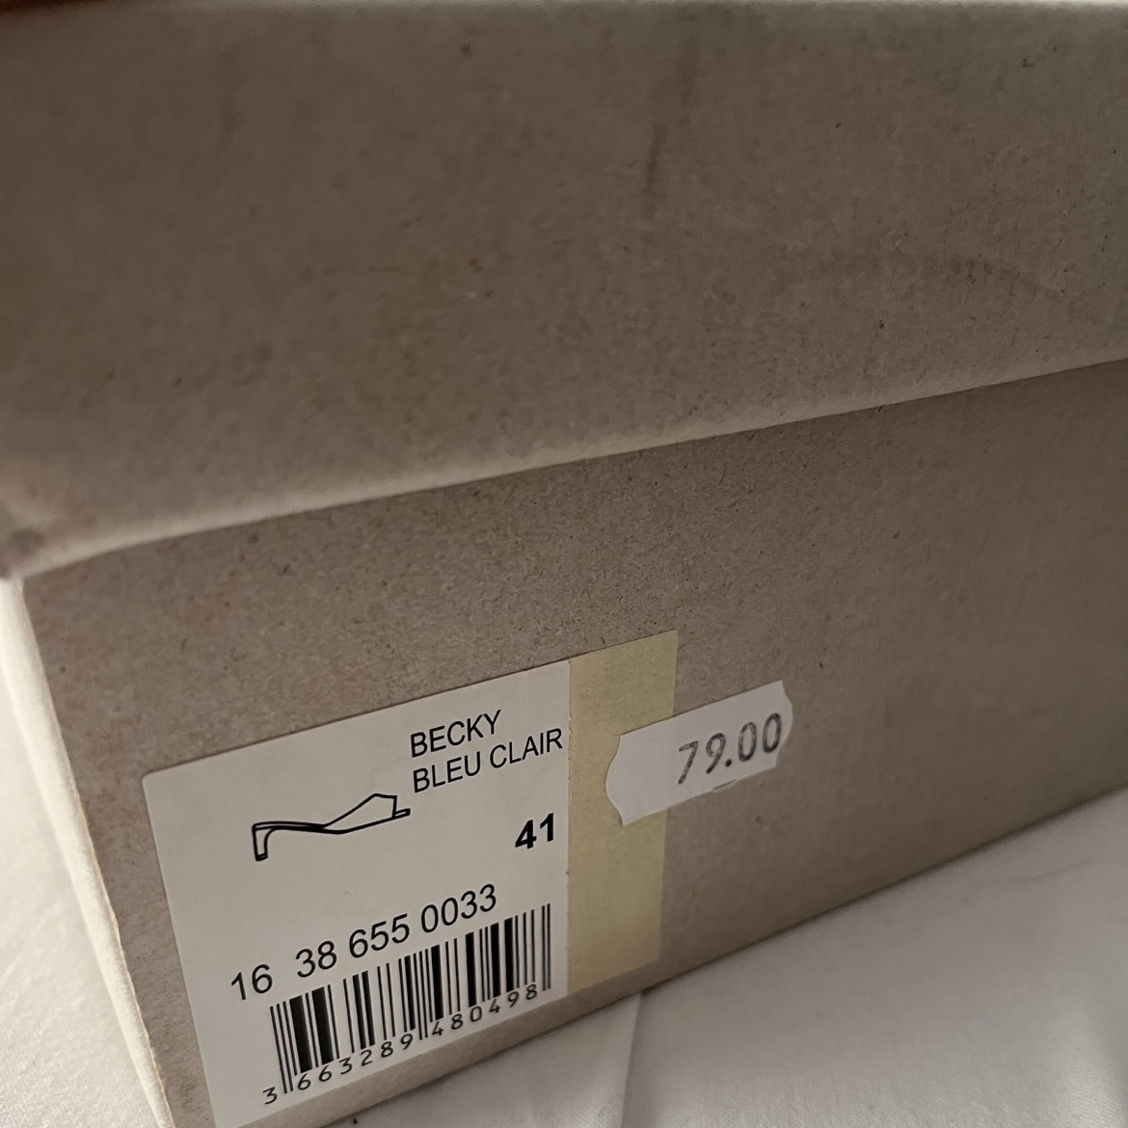 BECKY
BLEU CLAIR
79.00
41
16 38 655 0033
3 663289 480498